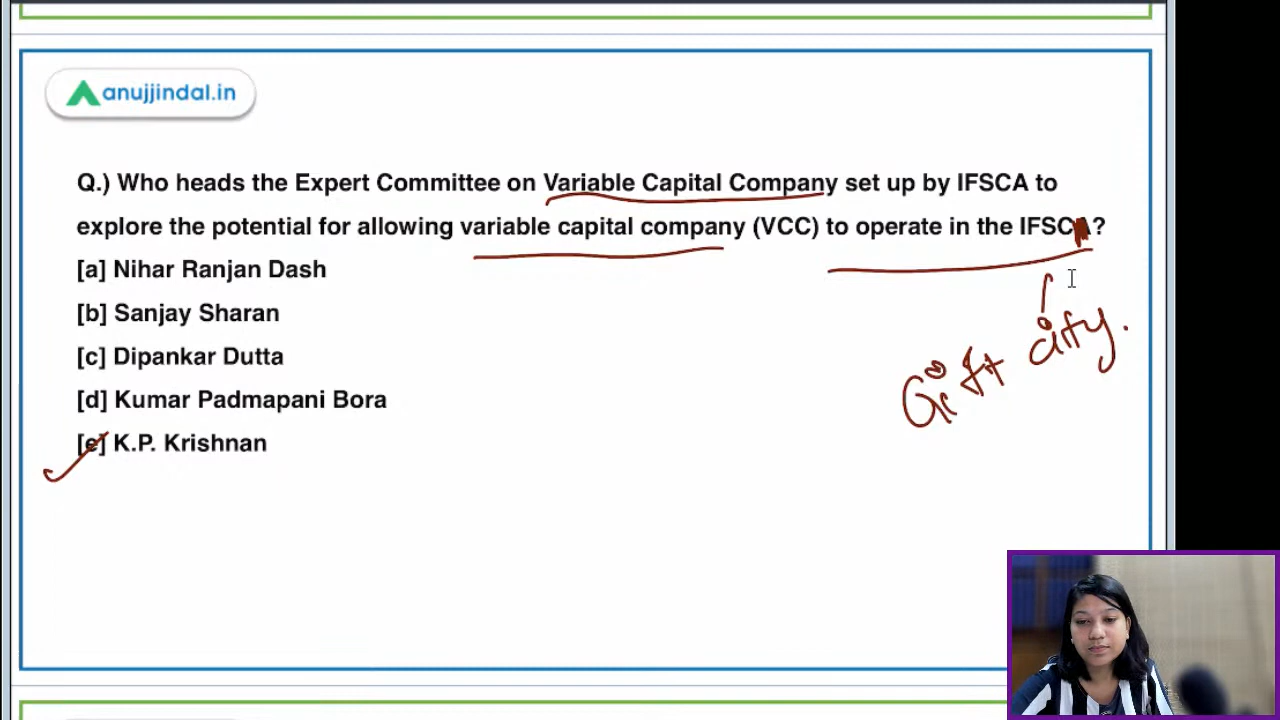 anujjindal.in
Q.) Who heads the Expert Committee on Variable Capital Company set up by IFSCA to
explore the potential for allowing variable capital company (VCC) to operate in the IFSCA?
[a] Nihar Ranjan Dash
[b] Sanjay Sharan
[c] Dipankar Dutta
[d] Kumar Padmapani Bora
[e] K.P. Krishnan
Gift city.